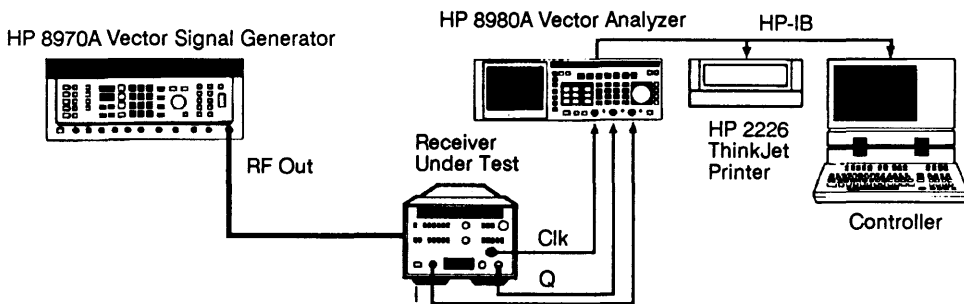 HP 8970A Vector Signal Generator
HP 8980A Vector Analyzer
HP-IB
HP 2226
ThinkJet
Printer
Controller
RF Out
Receiver
Under Test
Clk
Q
I